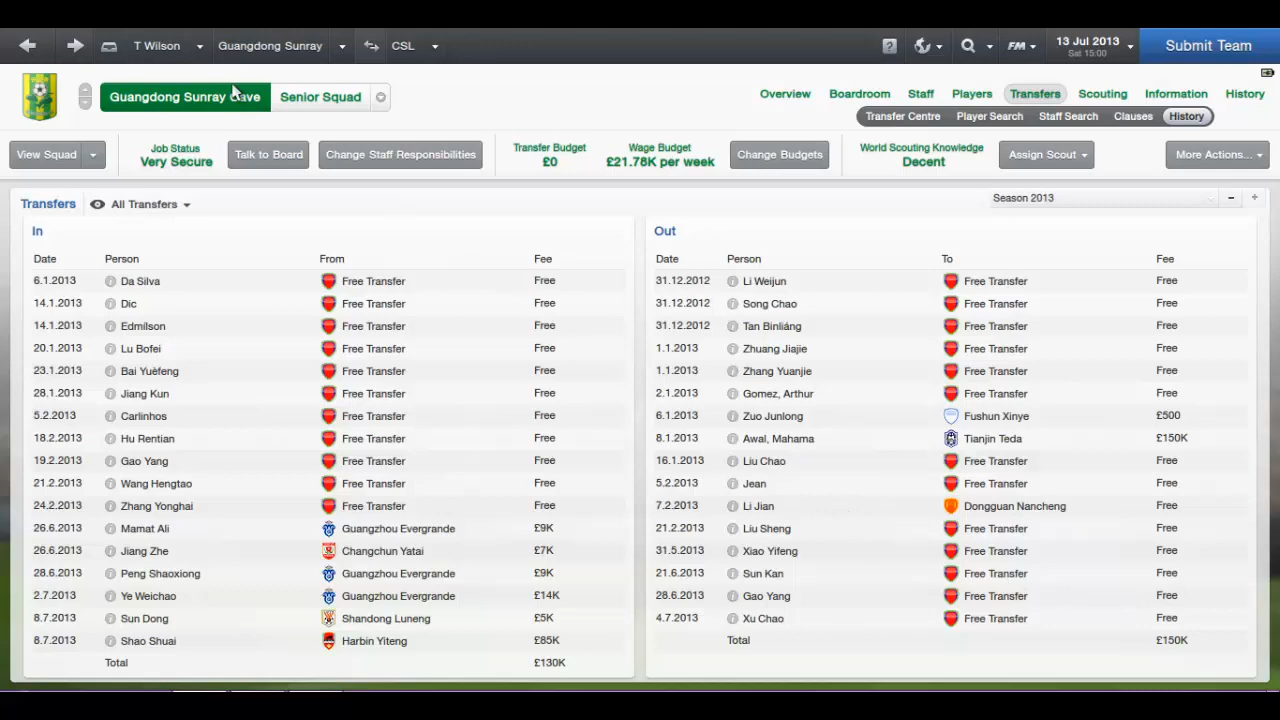 T Wilson Guangdong Sunray CSL ? FM 13 Jul 2013 Submit Team
Sat 15:00
Guangdong Sunray Cave Senior Squad Overview Boardroom Staff Players Transfers Scouting Information History
Transfer Centre Player Search Staff Search Clauses History
View Squad Job Status Talk to Board Change Staff Responsibilities Transfer Budget Wage Budget Change Budgets World Scouting Knowledge Assign Scout More Actions...
Very Secure £0 £21.78K per week Decent
Transfers All Transfers Season 2013 - +
In
Date Person From Fee
6.1.2013 Da Silva Free Transfer Free
14.1.2013 Dic Free Transfer Free
14.1.2013 Edmílson Free Transfer Free
20.1.2013 Lu Bofei Free Transfer Free
23.1.2013 Bai Yuèfeng Free Transfer Free
28.1.2013 Jiang Kun Free Transfer Free
5.2.2013 Carlinhos Free Transfer Free
18.2.2013 Hu Rentian Free Transfer Free
19.2.2013 Gao Yang Free Transfer Free
21.2.2013 Wang Hengtao Free Transfer Free
24.2.2013 Zhang Yonghai Free Transfer Free
26.6.2013 Mamat Ali Guangzhou Evergrande £9K
26.6.2013 Jiang Zhe Changchun Yatai £7K
28.6.2013 Peng Shaoxiong Guangzhou Evergrande £9K
2.7.2013 Ye Weichao Guangzhou Evergrande £14K
8.7.2013 Sun Dong Shandong Luneng £5K
8.7.2013 Shao Shuai Harbin Yiteng £85K
Total £130K
Out
Date Person To Fee
31.12.2012 Li Weijun Free Transfer Free
31.12.2012 Song Chao Free Transfer Free
31.12.2012 Tan Binliáng Free Transfer Free
1.1.2013 Zhuang Jiajie Free Transfer Free
1.1.2013 Zhang Yuanjie Free Transfer Free
2.1.2013 Gomez, Arthur Free Transfer Free
6.1.2013 Zuo Junlong Fushun Xinye £500
8.1.2013 Awal, Mahama Tianjin Teda £150K
16.1.2013 Liu Chao Free Transfer Free
5.2.2013 Jean Free Transfer Free
7.2.2013 Li Jian Dongguan Nancheng Free
21.2.2013 Liu Sheng Free Transfer Free
31.5.2013 Xiao Yifeng Free Transfer Free
21.6.2013 Sun Kan Free Transfer Free
28.6.2013 Gao Yang Free Transfer Free
4.7.2013 Xu Chao Free Transfer Free
Total £150K